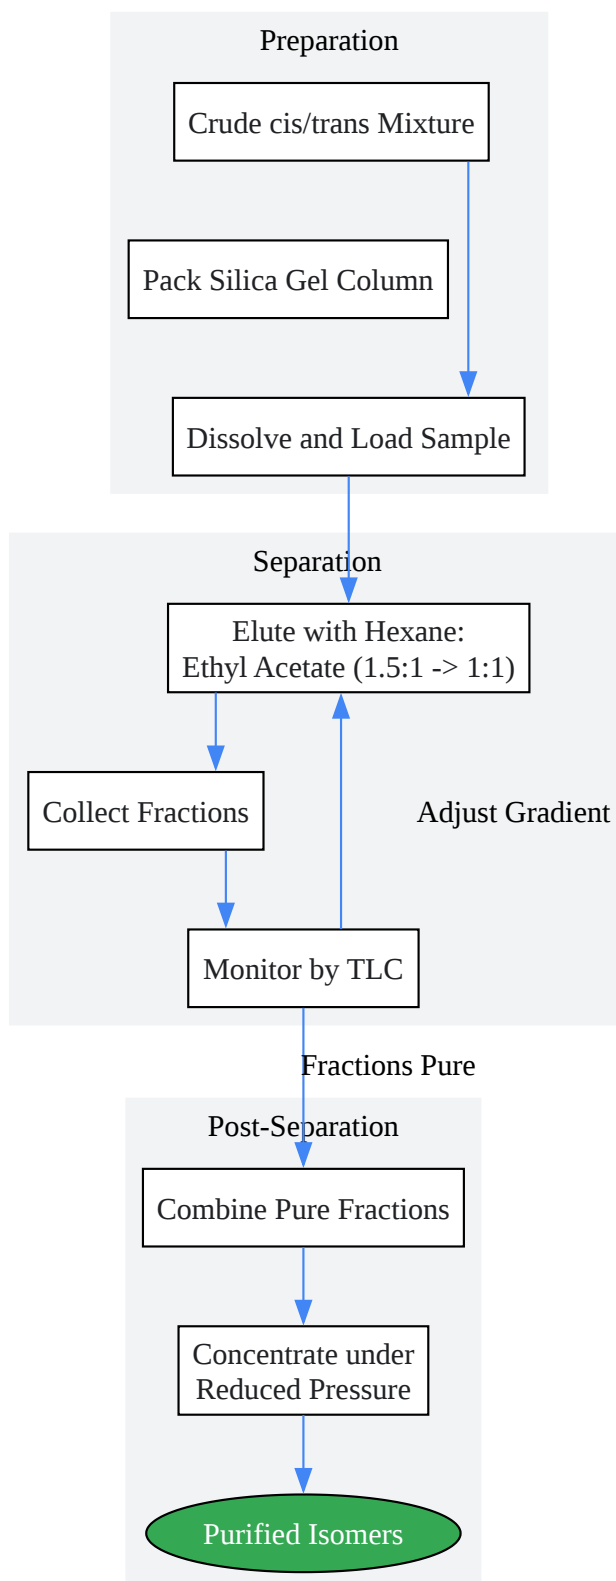 Preparation
Crude cis/trans Mixture
Pack Silica Gel Column
Dissolve and Load Sample
Separation
Elute with Hexane:
Ethyl Acetate (1.5:1 -> 1:1)
Collect Fractions
Adjust Gradient
Monitor by TLC
Fractions Pure
Post-Separation
Combine Pure Fractions
Concentrate under
Reduced Pressure
Purified Isomers